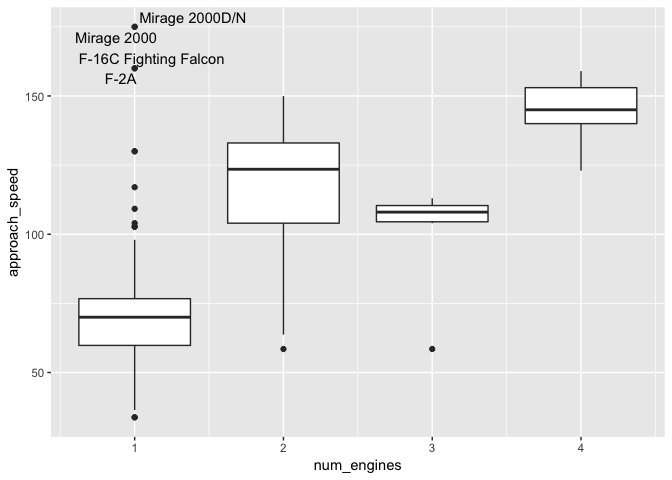 Mirage 2000D/N
Mirage 2000
F-16C Fighting Falcon
F-2A
150
100
50
approach_speed
1 2 3 4
num_engines